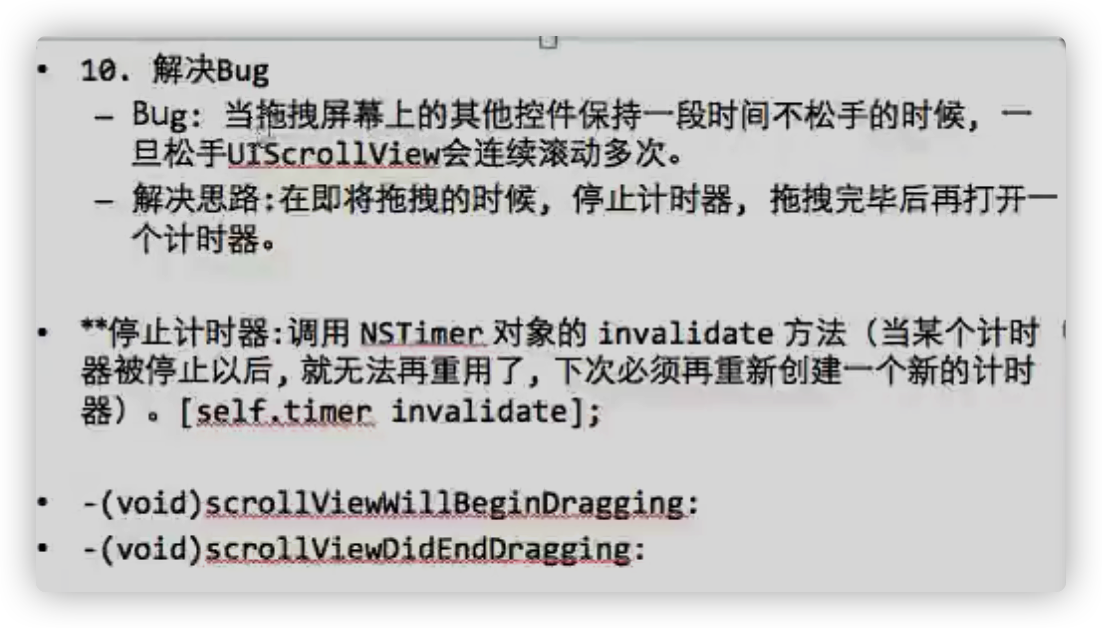 • 10. 解决Bug
– Bug: 当拖拽屏幕上的其他控件保持一段时间不松手的时候, 一
旦松手UIScrollView会连续滚动多次。
– 解决思路:在即将拖拽的时候, 停止计时器, 拖拽完毕后再打开一
个计时器。
• **停止计时器:调用 NSTimer 对象的 invalidate 方法（当某个计时
器被停止以后, 就无法再重用了, 下次必须再重新创建一个新的计时
器）。[self.timer invalidate];
• -(void)scrollViewWillBeginDragging:
• -(void)scrollViewDidEndDragging: